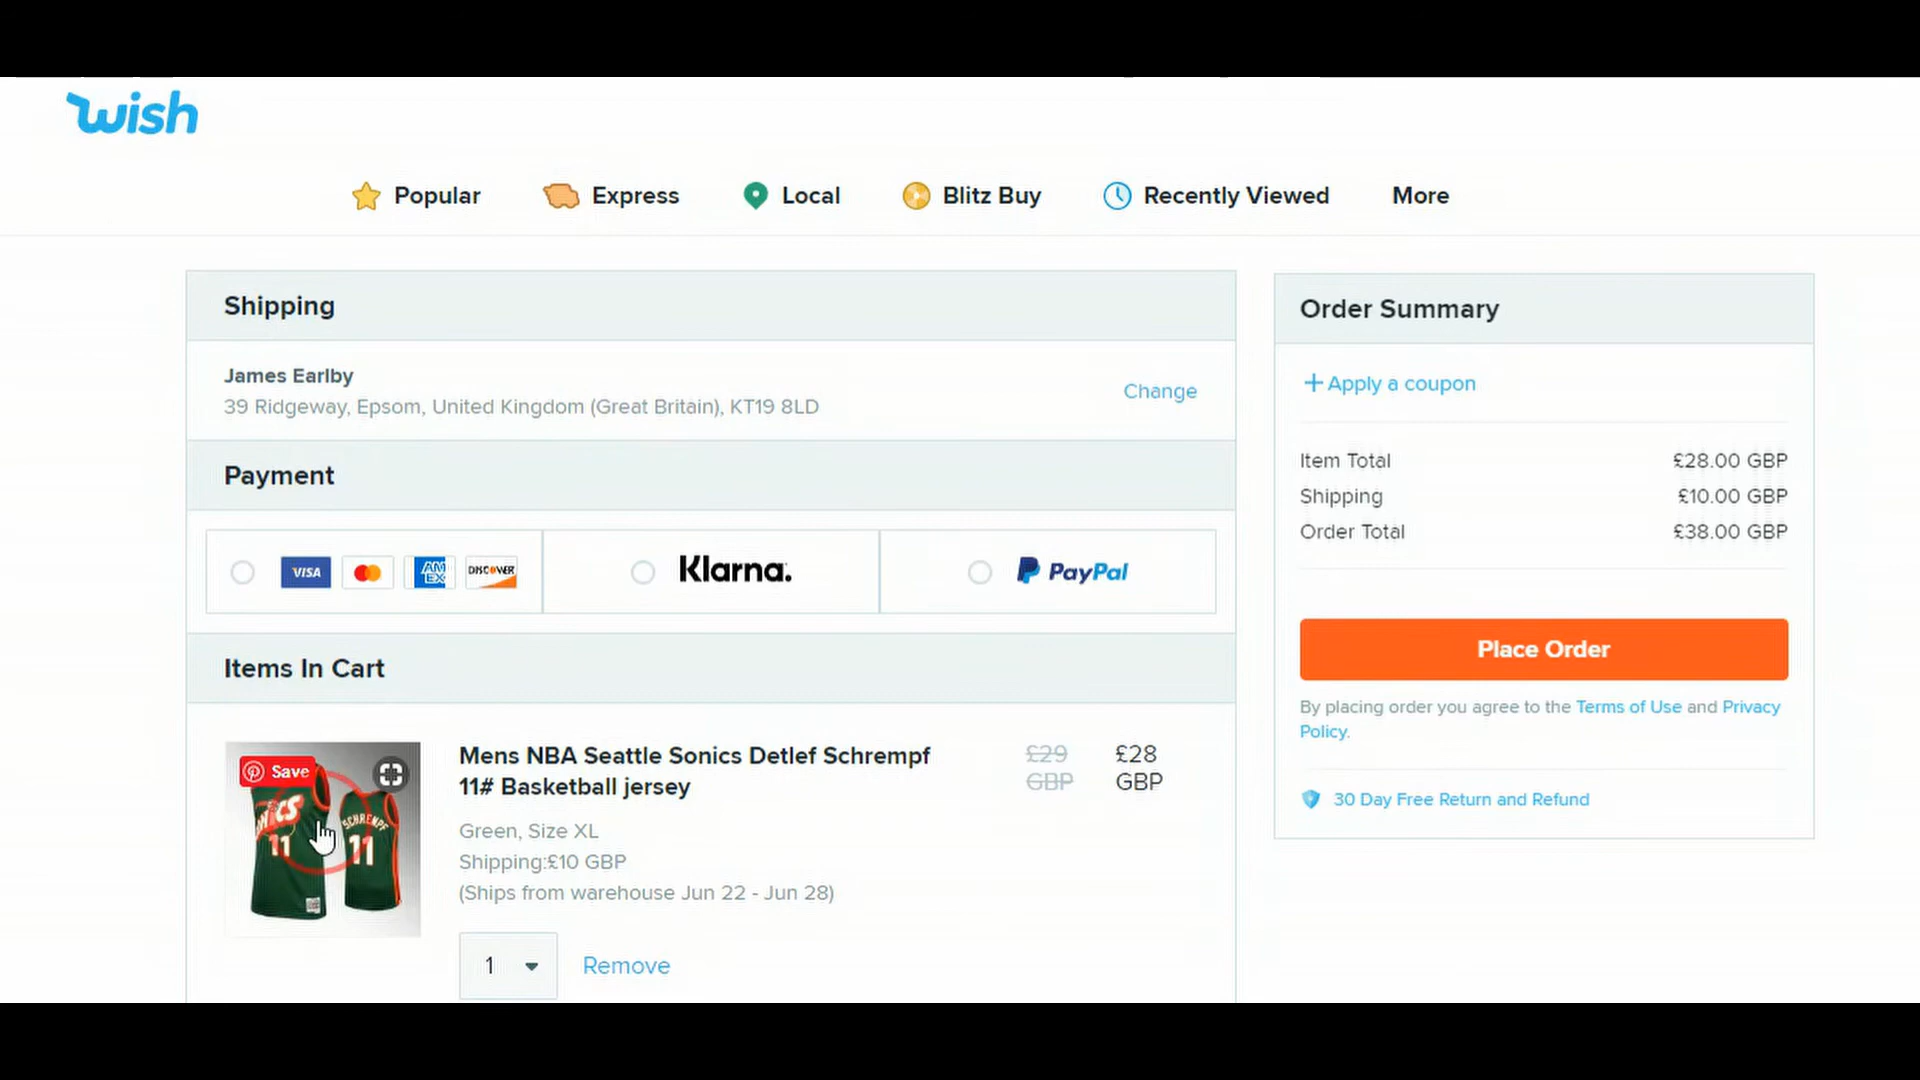 wish
Popular
Express
Local
Blitz Buy
Recently Viewed
More
Shipping
James Earlby
39 Ridgeway, Epsom, United Kingdom (Great Britain), KT19 8LD
Change
Payment
VISA
AM
EX
DISCOVER
Klarna.
PayPal
Items In Cart
Save
SCHREMPF
11
11
Mens NBA Seattle Sonics Detlef Schrempf
11# Basketball jersey
£29
GBP
£28
GBP
Green, Size XL
Shipping:£10 GBP
(Ships from warehouse Jun 22 - Jun 28)
1
Remove
Order Summary
+Apply a coupon
Item Total £28.00 GBP
Shipping £10.00 GBP
Order Total £38.00 GBP
Place Order
By placing order you agree to the Terms of Use and Privacy
Policy.
30 Day Free Return and Refund